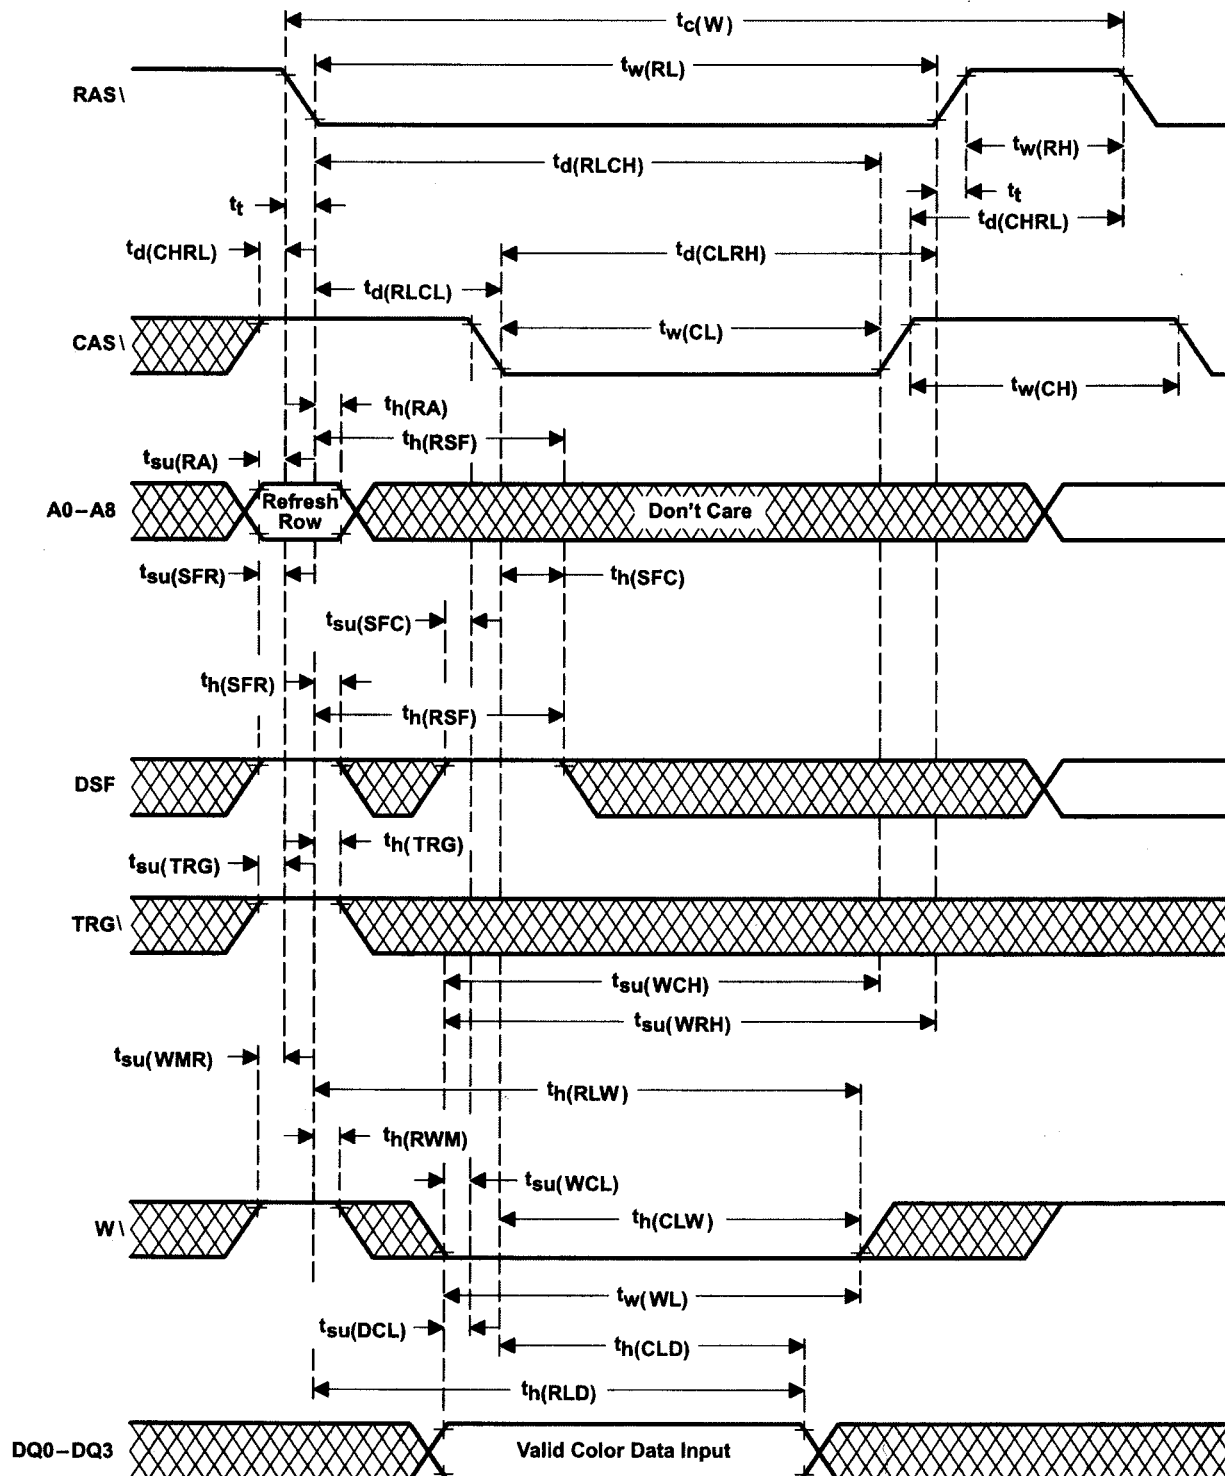 tc(W)
tw(RL)
RAS\
tw(RH)
td(RLCH)
tt
tt
td(CHRL)
td(CHRL)
td(CLRH)
td(RLCL)
tw(CL)
CAS\
tw(CH)
th(RA)
th(RSF)
tsu(RA)
A0–A8
Refresh
Row
Don't Care
tsu(SFR)
th(SFC)
tsu(SFC)
th(SFR)
th(RSF)
DSF
th(TRG)
tsu(TRG)
TRG\
tsu(WCH)
tsu(WRH)
tsu(WMR)
th(RLW)
th(RWM)
tsu(WCL)
W\
th(CLW)
tw(WL)
tsu(DCL)
th(CLD)
th(RLD)
DQ0–DQ3
Valid Color Data Input